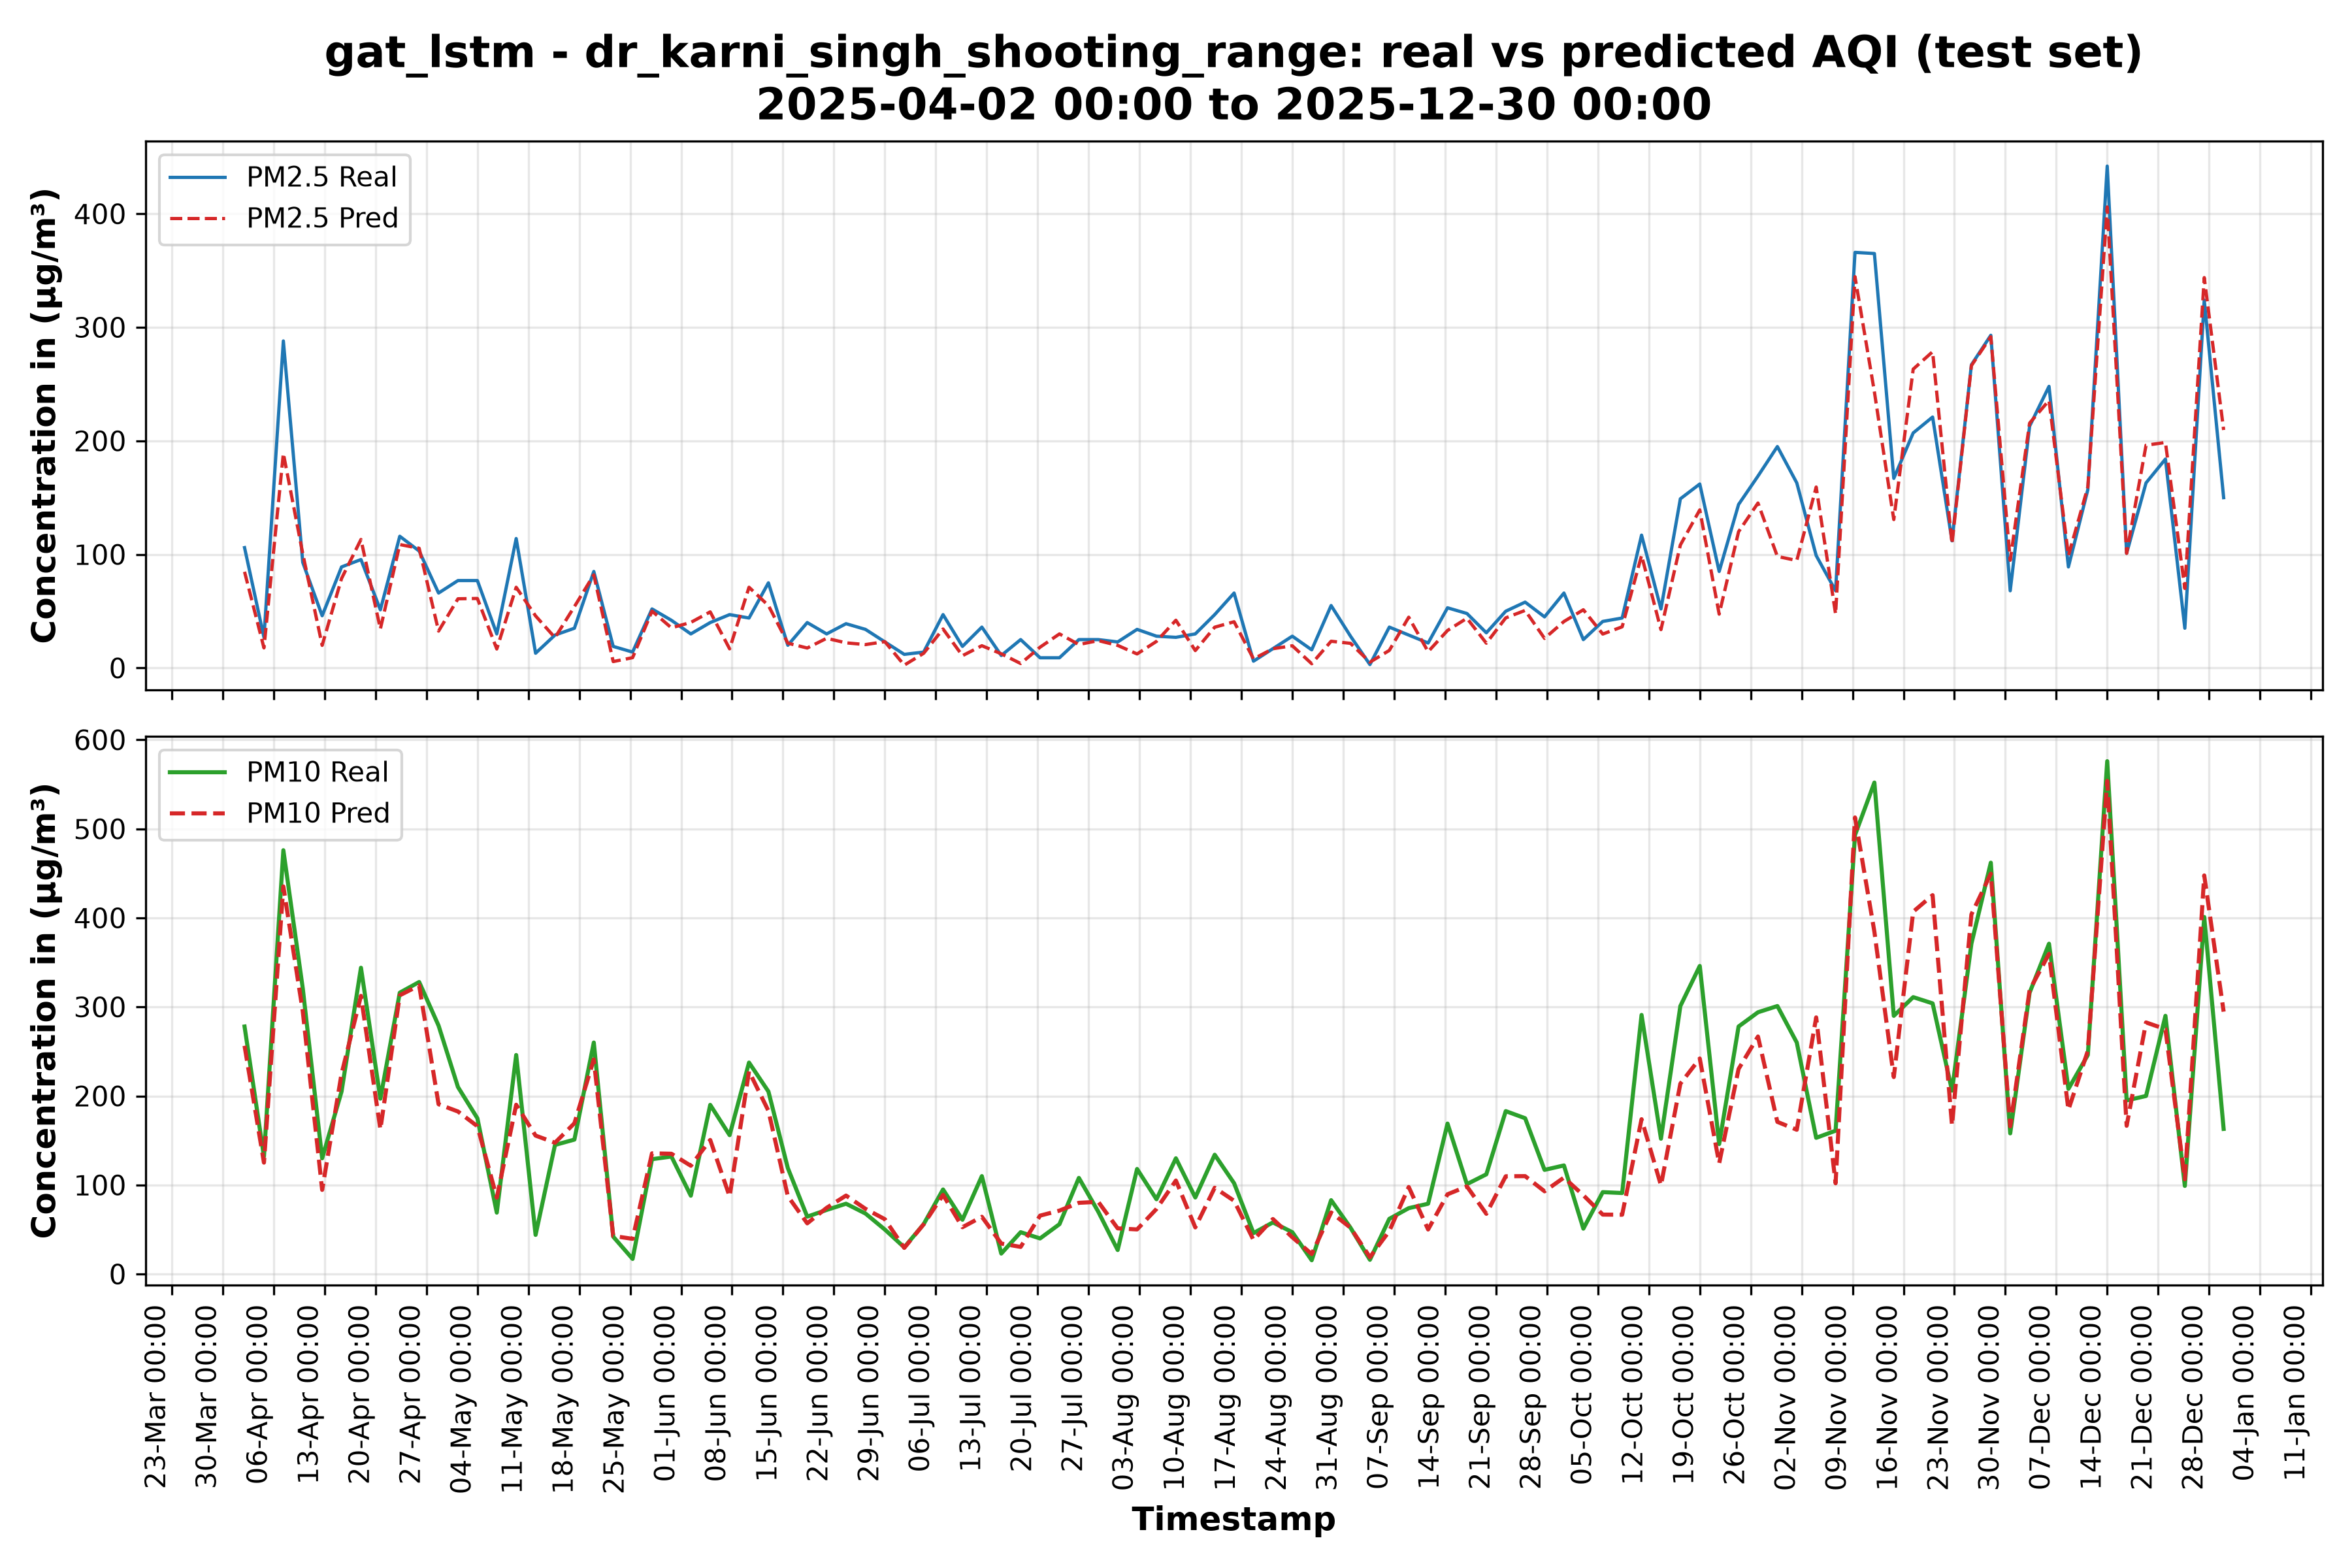 gat_lstm - dr_karni_singh_shooting_range: real vs predicted AQI (test set)
2025-04-02 00:00 to 2025-12-30 00:00
PM2.5 Real
PM2.5 Pred
Concentration in (µg/m³)
400
300
200
100
0
PM10 Real
PM10 Pred
Concentration in (µg/m³)
600
500
400
300
200
100
0
23-Mar 00:00
30-Mar 00:00
06-Apr 00:00
13-Apr 00:00
20-Apr 00:00
27-Apr 00:00
04-May 00:00
11-May 00:00
18-May 00:00
25-May 00:00
01-Jun 00:00
08-Jun 00:00
15-Jun 00:00
22-Jun 00:00
29-Jun 00:00
06-Jul 00:00
13-Jul 00:00
20-Jul 00:00
27-Jul 00:00
03-Aug 00:00
10-Aug 00:00
17-Aug 00:00
24-Aug 00:00
31-Aug 00:00
07-Sep 00:00
14-Sep 00:00
21-Sep 00:00
28-Sep 00:00
05-Oct 00:00
12-Oct 00:00
19-Oct 00:00
26-Oct 00:00
02-Nov 00:00
09-Nov 00:00
16-Nov 00:00
23-Nov 00:00
30-Nov 00:00
07-Dec 00:00
14-Dec 00:00
21-Dec 00:00
28-Dec 00:00
04-Jan 00:00
11-Jan 00:00
Timestamp